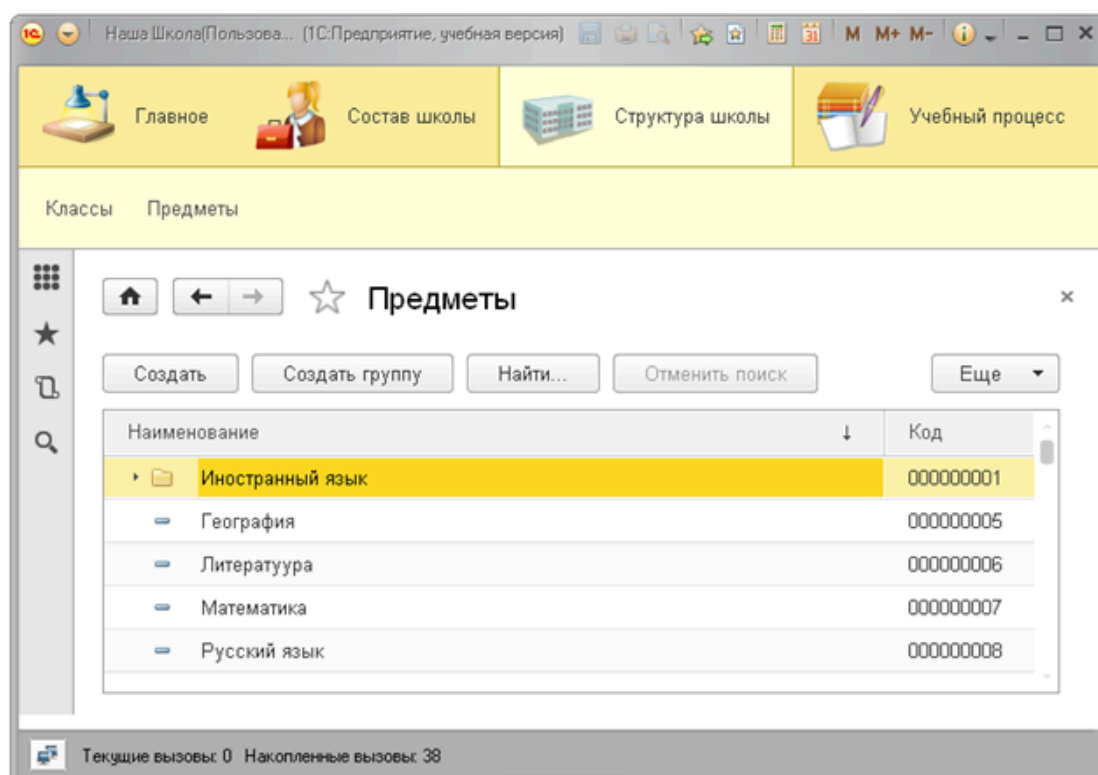 1С Наша Школа(Пользова... (1С:Предприятие, учебная версия) 31 M M+ M-
Главное Состав школы Структура школы Учебный процесс
Классы Предметы
Предметы
Создать Создать группу Найти... Отменить поиск Еще
Наименование ↓ Код
Иностранный язык 000000001
География 000000005
Литератуура 000000006
Математика 000000007
Русский язык 000000008
Текущие вызовы: 0 Накопленные вызовы: 38